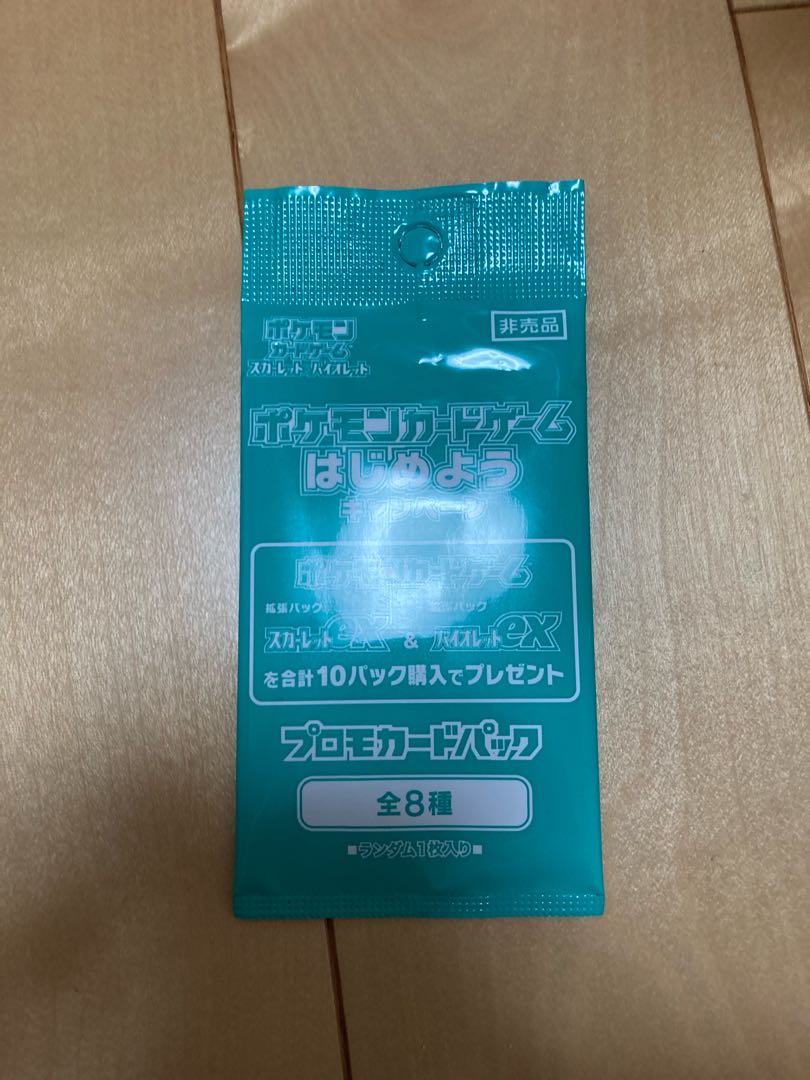 ポケモン
カードゲーム
スカーレット バイオレット
非売品
ポケモンカードゲーム
はじめよう
キャンペーン
ポケモンカードゲーム
拡張パック
拡張パック
スカーレットex & バイオレットex
を合計10パック購入でプレゼント
プロモカードパック
全8種
■ランダム1枚入り■